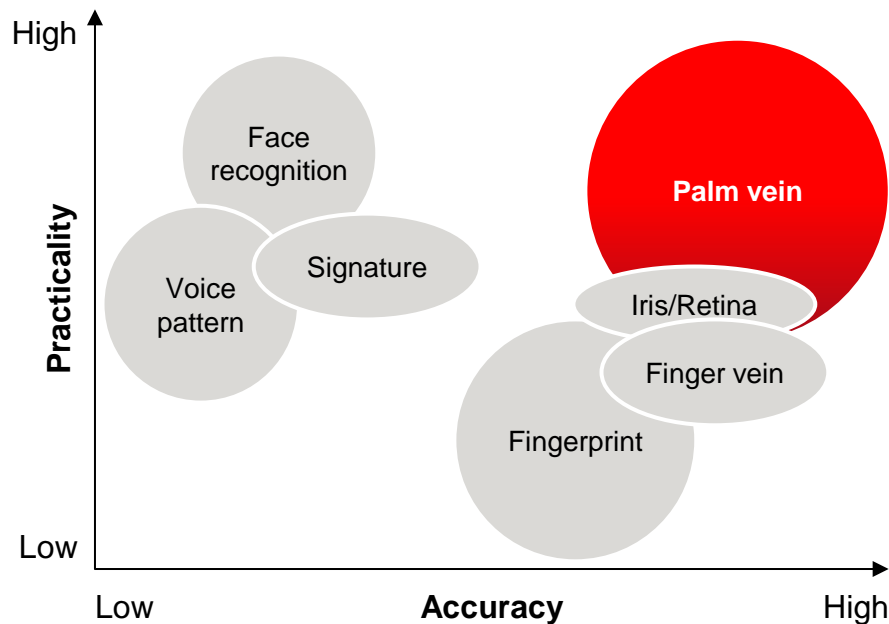 High
Face
recognition
Palm vein
Practicality
Signature
Voice
pattern
Iris/Retina
Finger vein
Fingerprint
Low
Low
Accuracy
High